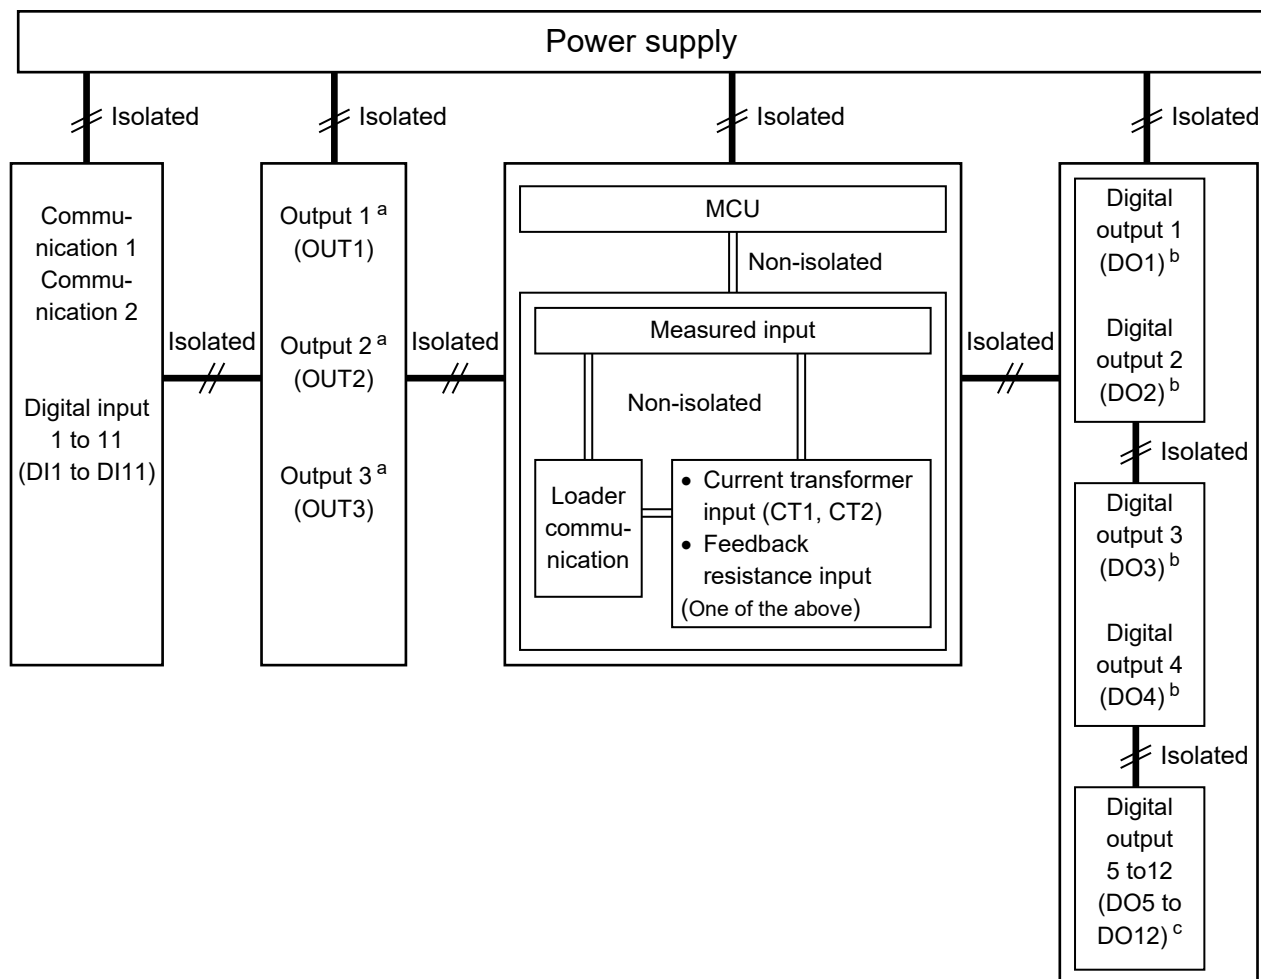 Power supply
Isolated
Isolated
Isolated
Isolated
Commu-
nication 1
Commu-
nication 2
Digital input
1 to 11
(DI1 to DI11)
Isolated
Output 1 a
(OUT1)
Output 2 a
(OUT2)
Output 3 a
(OUT3)
Isolated
MCU
Non-isolated
Measured input
Non-isolated
Loader
commu-
nication
• Current transformer
input (CT1, CT2)
• Feedback
resistance input
(One of the above)
Isolated
Digital
output 1
(DO1) b
Digital
output 2
(DO2) b
Isolated
Digital
output 3
(DO3) b
Digital
output 4
(DO4) b
Isolated
Digital
output
5 to12
(DO5 to
DO12) c